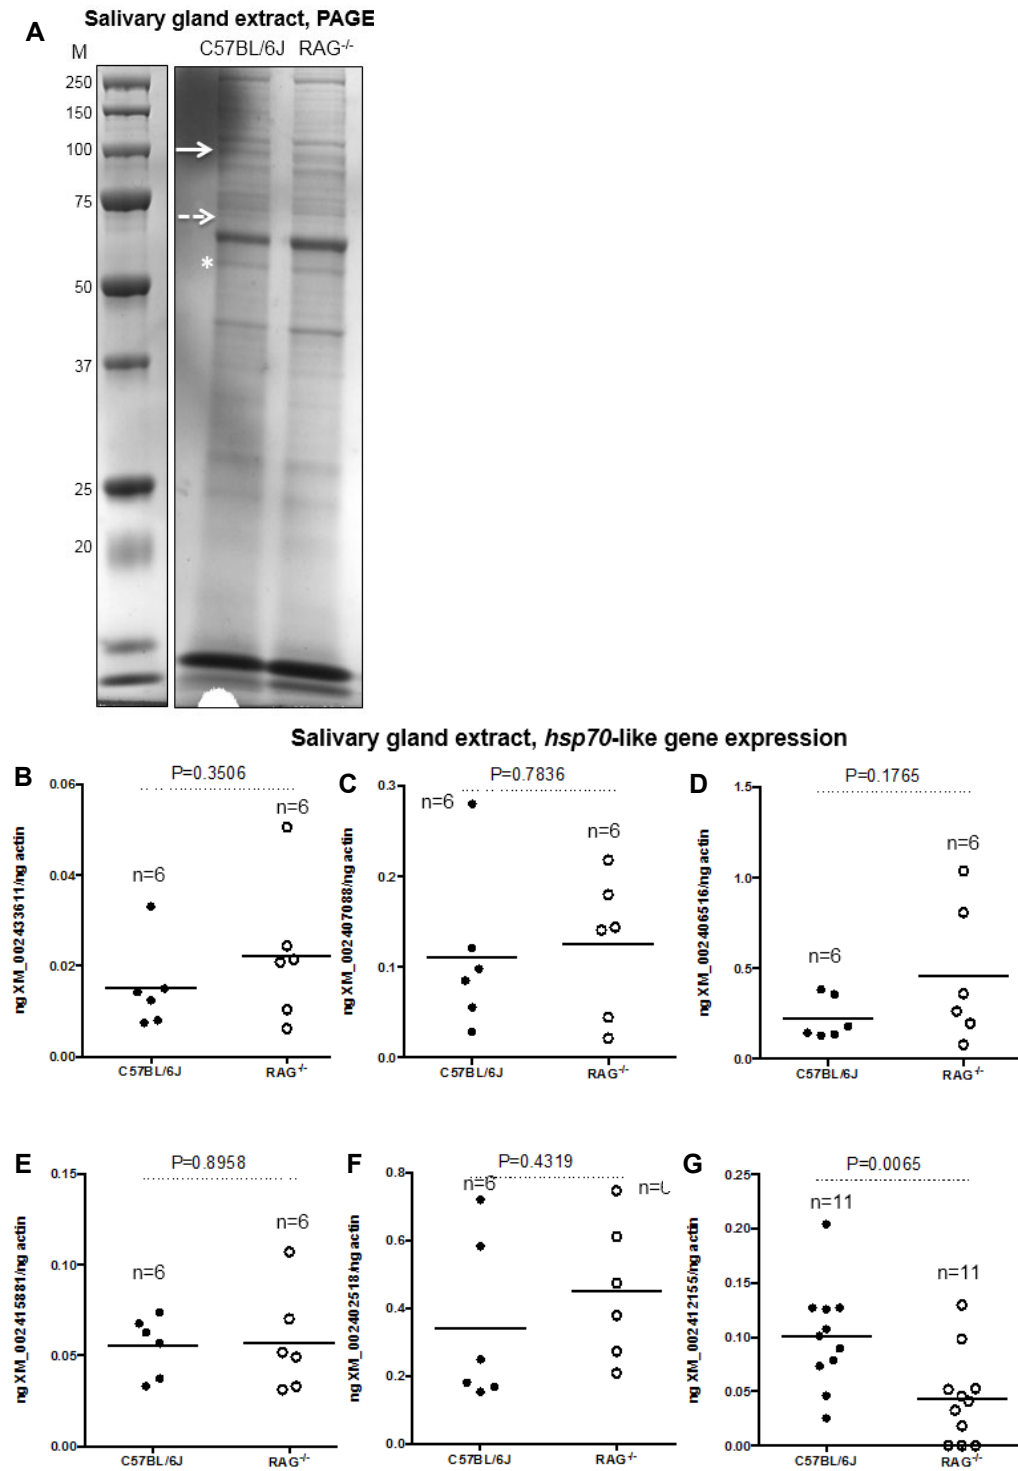 Salivary gland extract, PAGE
A
M
C57BL/6J RAG-/-
250
150
100
75
*
50
37
25
20
Salivary gland extract, hsp70-like gene expression
B
P=0.3506
ng XM_002433611/ng actin
0.06
0.04
0.02
0.00
n=6
n=6
C57BL/6J
RAG-/-
C
P=0.7836
ng XM_002407088/ng actin
0.3
0.2
0.1
0.0
n=6
n=6
C57BL/6J
RAG-/-
D
P=0.1765
ng XM_002406516/ng actin
1.5
1.0
0.5
0.0
n=6
n=6
C57BL/6J
RAG-/-
E
P=0.8958
ng XM_002415881/ng actin
0.15
0.10
0.05
0.00
n=6
n=6
C57BL/6J
RAG-/-
F
P=0.4319
ng XM_002402518/ng actin
0.8
0.6
0.4
0.2
0.0
n=6
C57BL/6J
RAG-/-
G
P=0.0065
ng XM_002412155/ng actin
0.25
0.20
0.15
0.10
0.05
0.00
n=11
n=11
C57BL/6J
RAG-/-